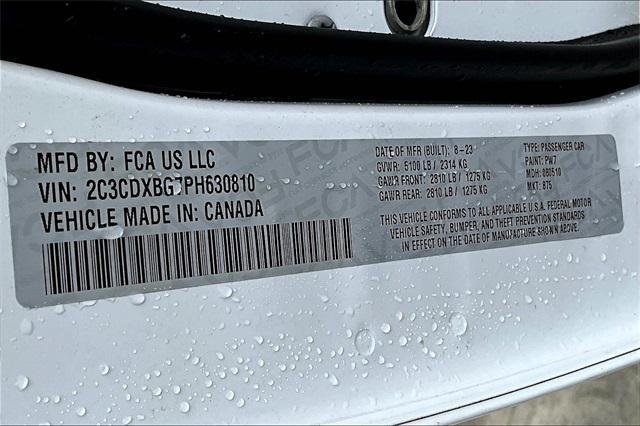 MFD BY: FCA US LLC
VIN: 2C3CDXBG7PH630810
VEHICLE MADE IN: CANADA
DATE OF MFR (BUILT): 8-23
GVWR: 5100 LB / 2314 KG
GAWR FRONT: 2810 LB / 1275 KG
GAWR REAR: 2810 LB / 1275 KG
TYPE: PASSENGER CAR
PAINT: PW7
MDH: 080510
MKT: 875
THIS VEHICLE CONFORMS TO ALL APPLICABLE U.S.A. FEDERAL MOTOR
VEHICLE SAFETY, BUMPER, AND THEFT PREVENTION STANDARDS
IN EFFECT ON THE DATE OF MANUFACTURE SHOWN ABOVE.